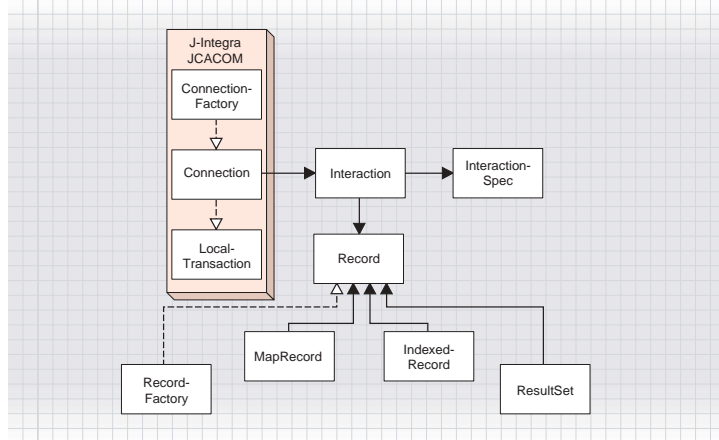 J-Integra
JCACOM
Connection-
Factory
Connection
Interaction
Interaction-
Spec
Local-
Transaction
Record
MapRecord
Indexed-
Record
Record-
Factory
ResultSet